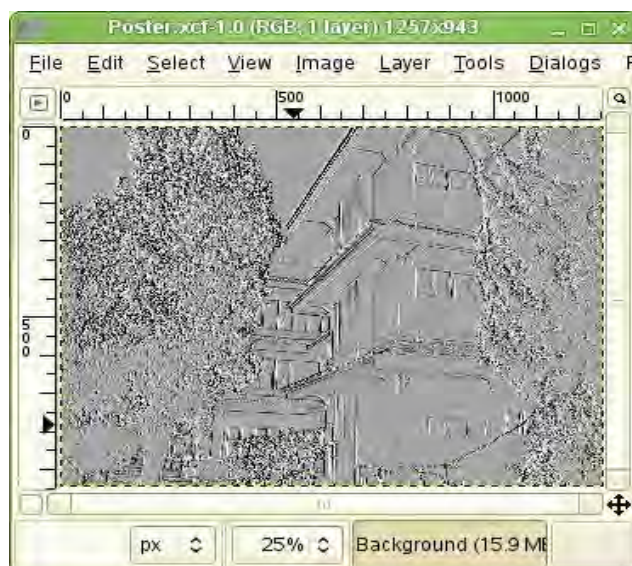 Poster.xcf-1.0 (RGB, 1 layer) 1257x943
File Edit Select View Image Layer Tools Dialogs
0 500 1000
0
500
px 25% Background (15.9 MB